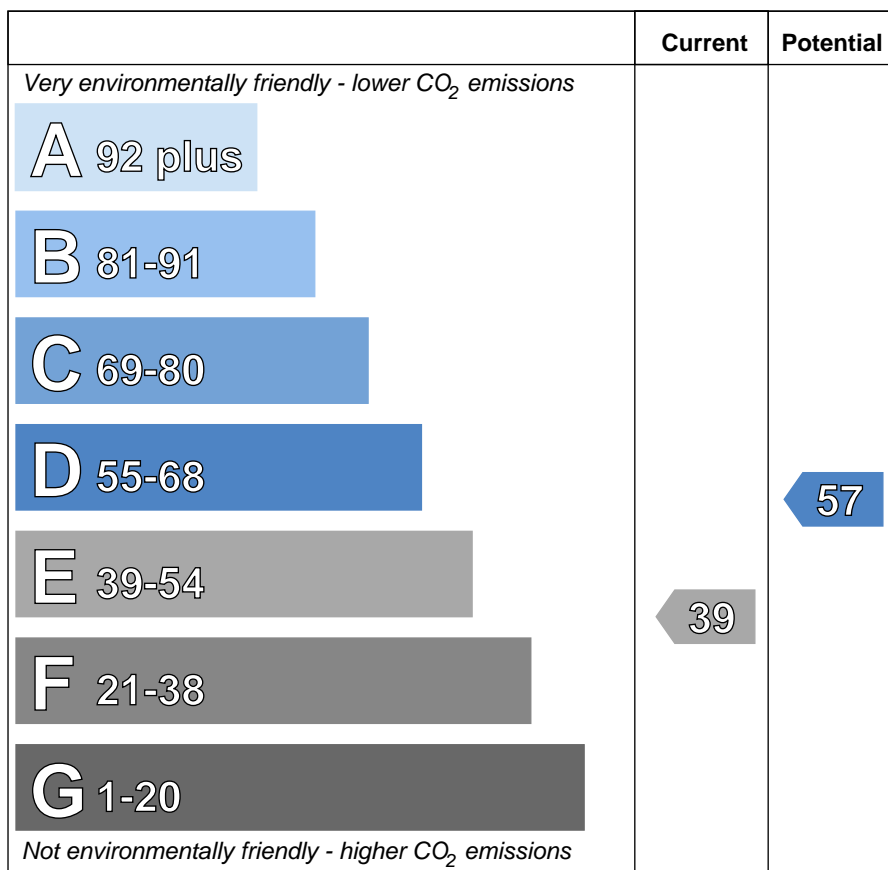 Current Potential
Very environmentally friendly - lower CO2 emissions
A 92 plus
B 81-91
C 69-80
D 55-68
57
E 39-54
39
F 21-38
G 1-20
Not environmentally friendly - higher CO2 emissions